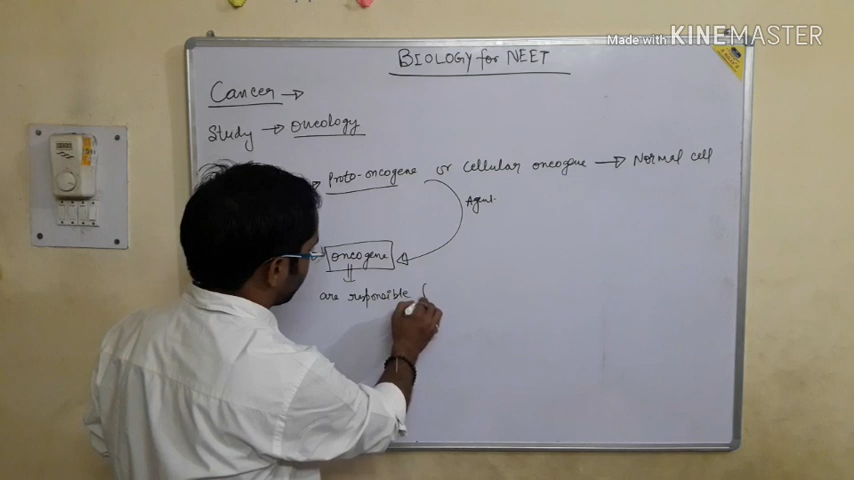 Made with KINEMASTER
BIOLOGY for NEET
Cancer →
Study → Oncology
Proto-oncogene or Cellular oncogene → Normal cell
Agent.
Oncogene
are responsible